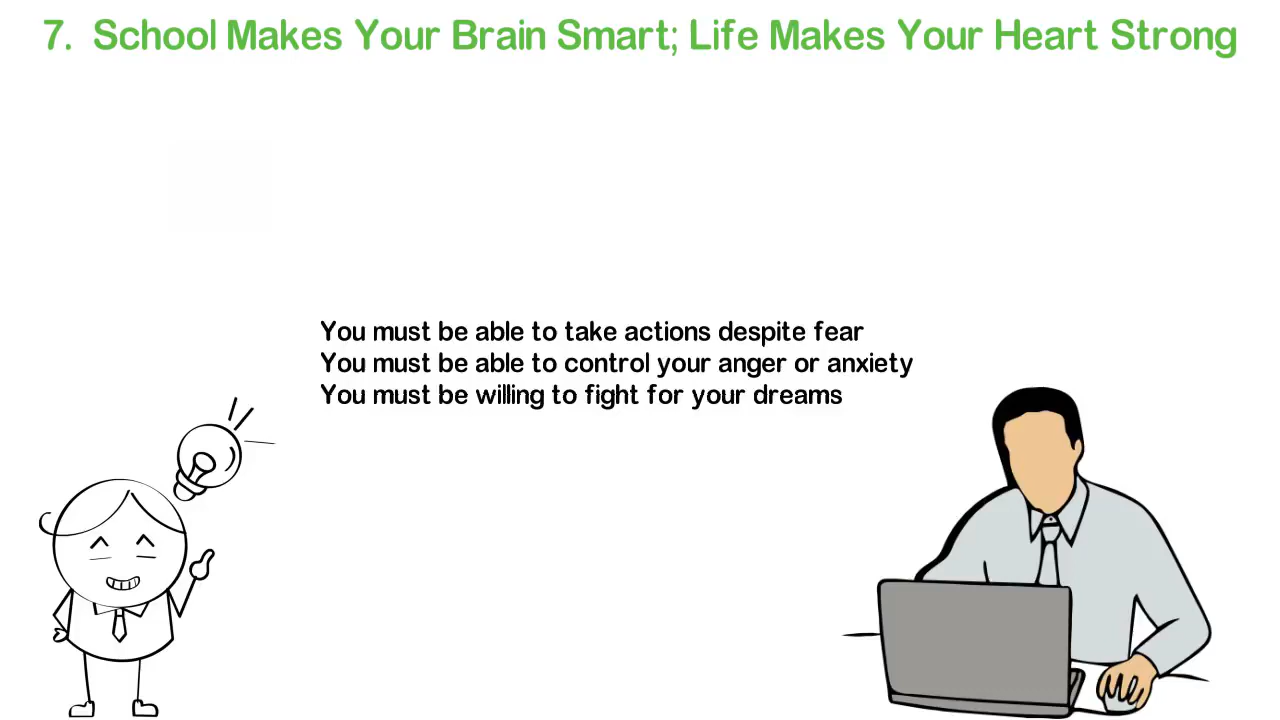 7. School Makes Your Brain Smart; Life Makes Your Heart Strong
You must be able to take actions despite fear
You must be able to control your anger or anxiety
You must be willing to fight for your dreams